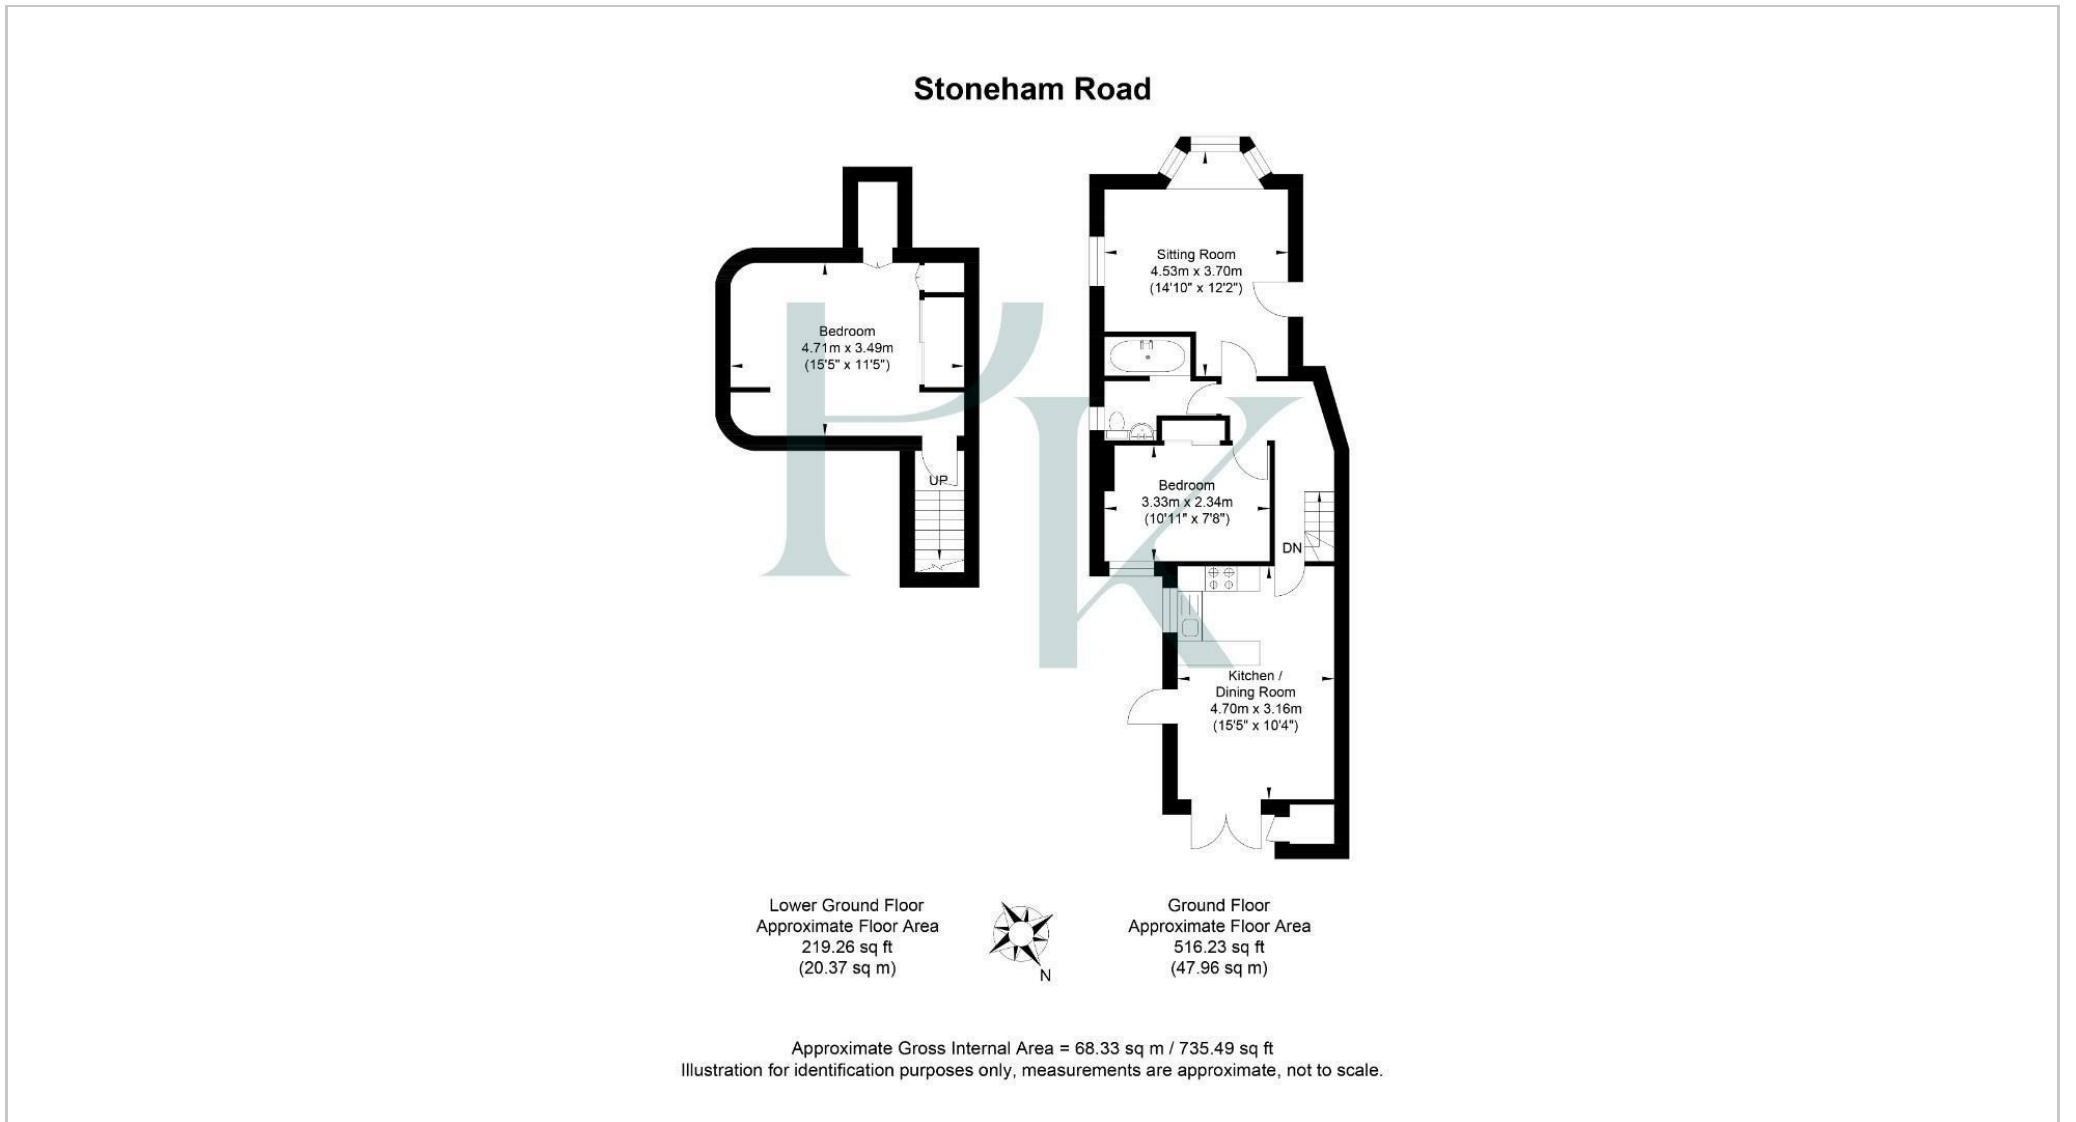 Stoneham Road
Sitting Room
4.53m x 3.70m
(14'10" x 12'2")
Bedroom
4.71m x 3.49m
(15'5" x 11'5")
UP
Bedroom
3.33m x 2.34m
(10'11" x 7'8")
DN
Kitchen /
Dining Room
4.70m x 3.16m
(15'5" x 10'4")
PK
Lower Ground Floor
Approximate Floor Area
219.26 sq ft
(20.37 sq m)
N
Ground Floor
Approximate Floor Area
516.23 sq ft
(47.96 sq m)
Approximate Gross Internal Area = 68.33 sq m / 735.49 sq ft
Illustration for identification purposes only, measurements are approximate, not to scale.